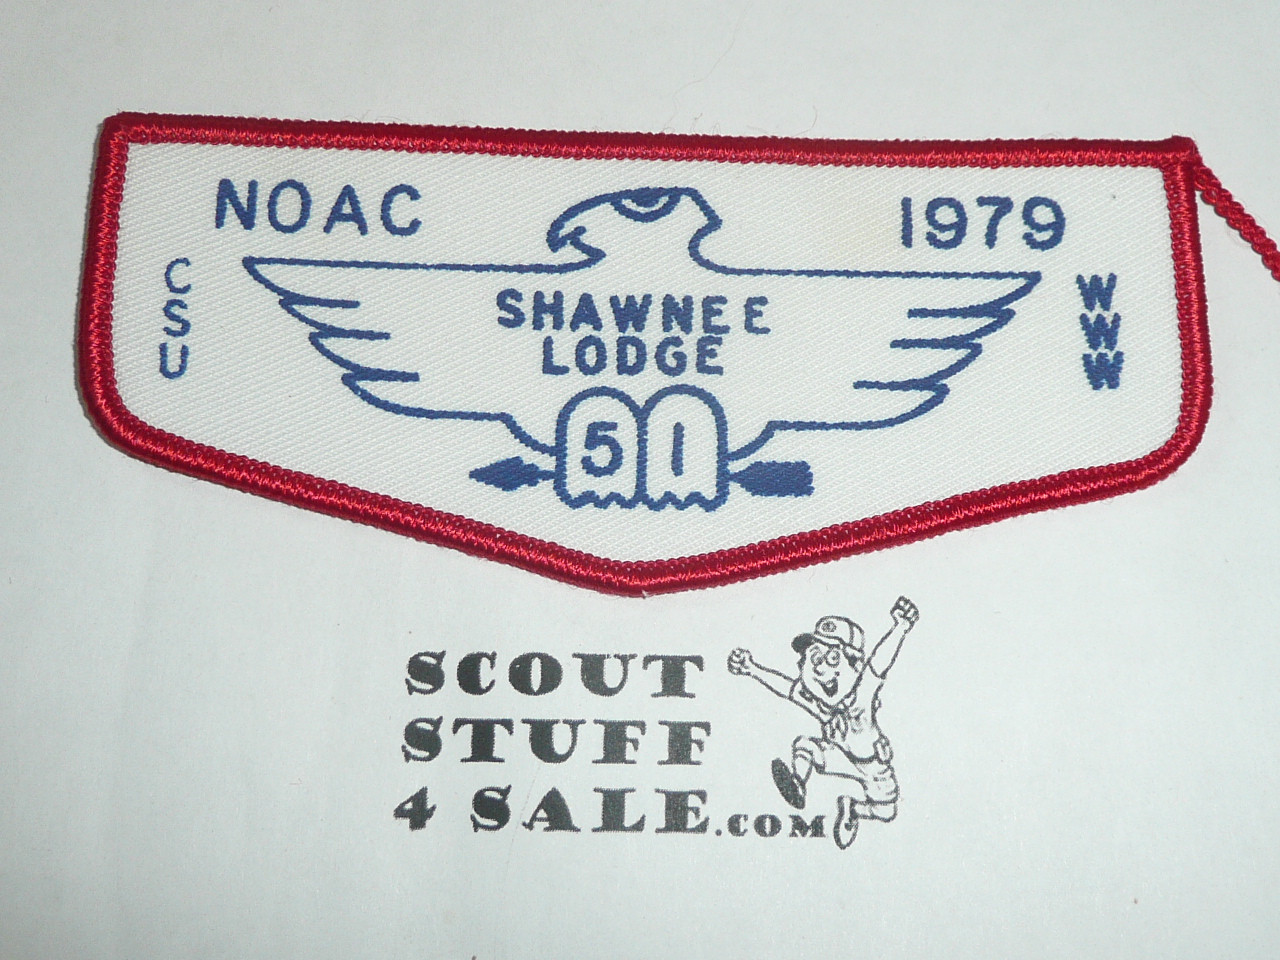 NOAC 1979
CSU
WWW
SHAWNEE
LODGE
51
SCOUT
STUFF
4 SALE.COM